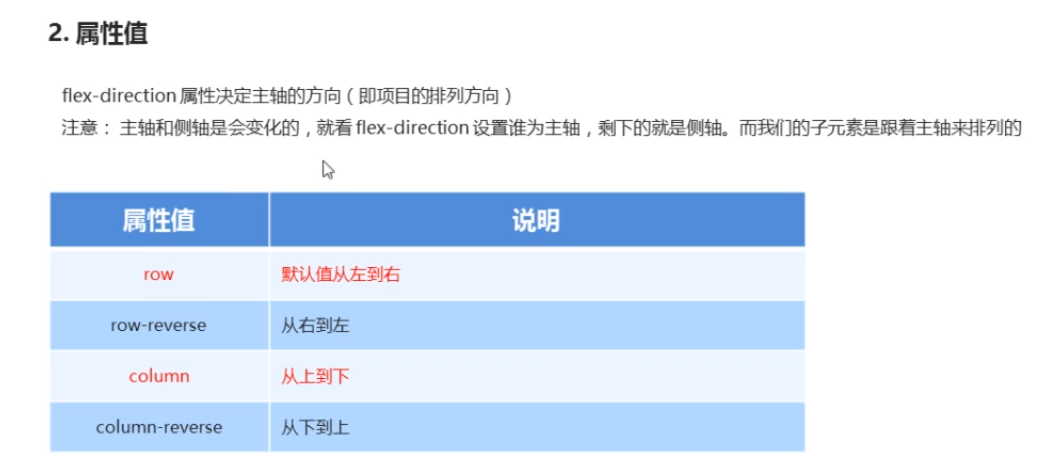 2. 属性值
flex-direction 属性决定主轴的方向（即项目的排列方向）
注意： 主轴和侧轴是会变化的，就看 flex-direction 设置谁为主轴，剩下的就是侧轴。而我们的子元素是跟着主轴来排列的
属性值 说明
row 默认值从左到右
row-reverse 从右到左
column 从上到下
column-reverse 从下到上